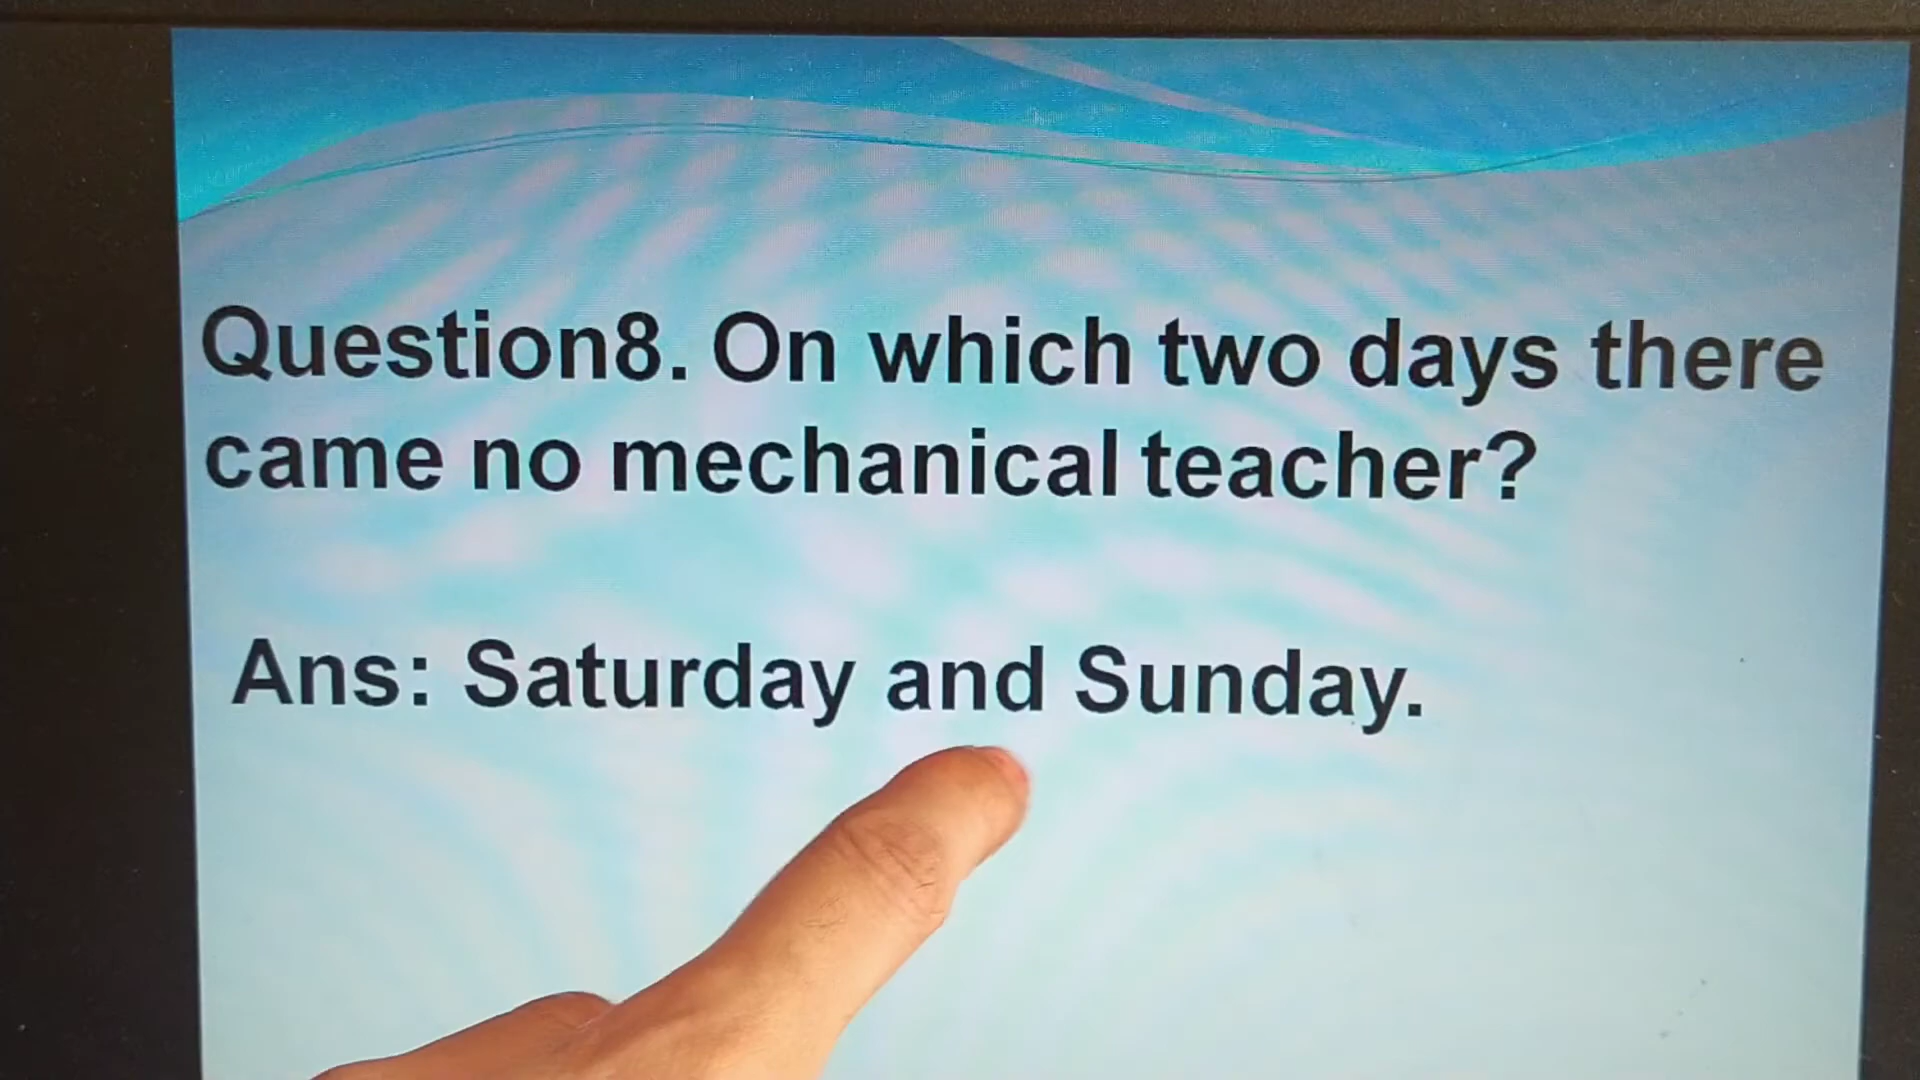 Question8. On which two days there
came no mechanical teacher?
Ans: Saturday and Sunday.